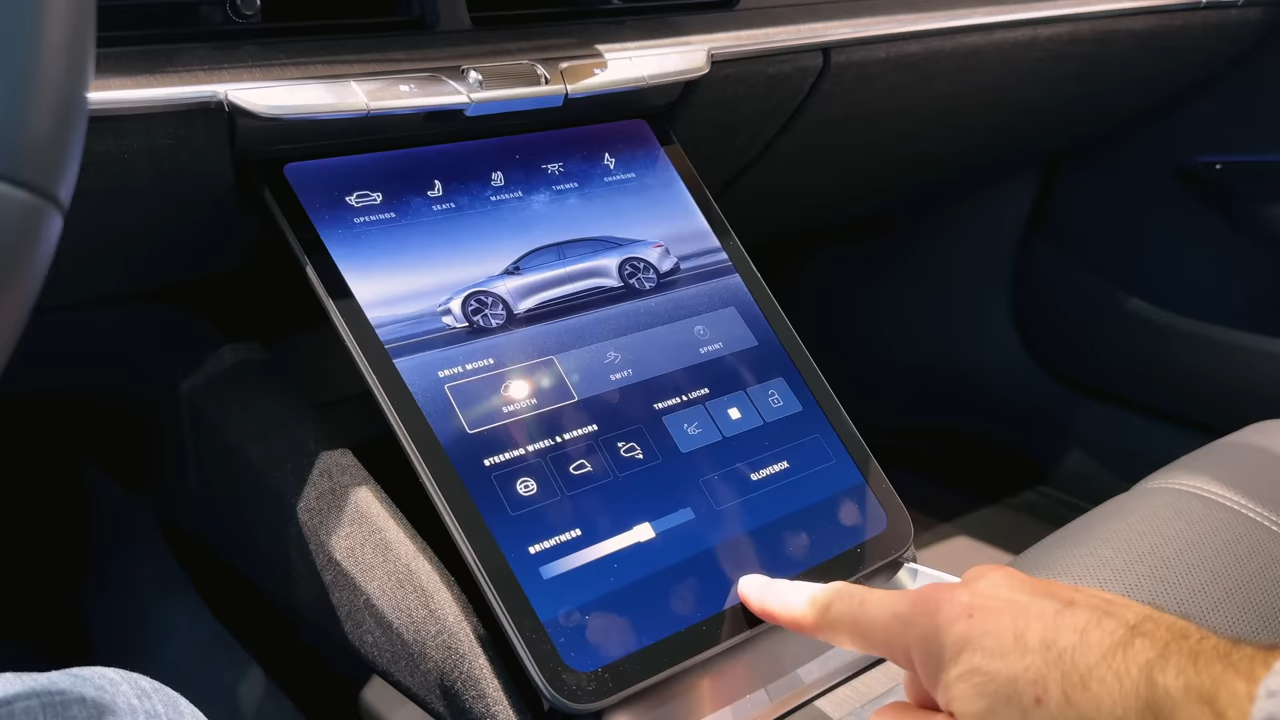 OPENINGS
SEATS
MASSAGE
THEMES
CHARGING
DRIVE MODES
SMOOTH
SWIFT
SPRINT
STEERING WHEEL & MIRRORS
TRUNKS & LOCKS
GLOVEBOX
BRIGHTNESS